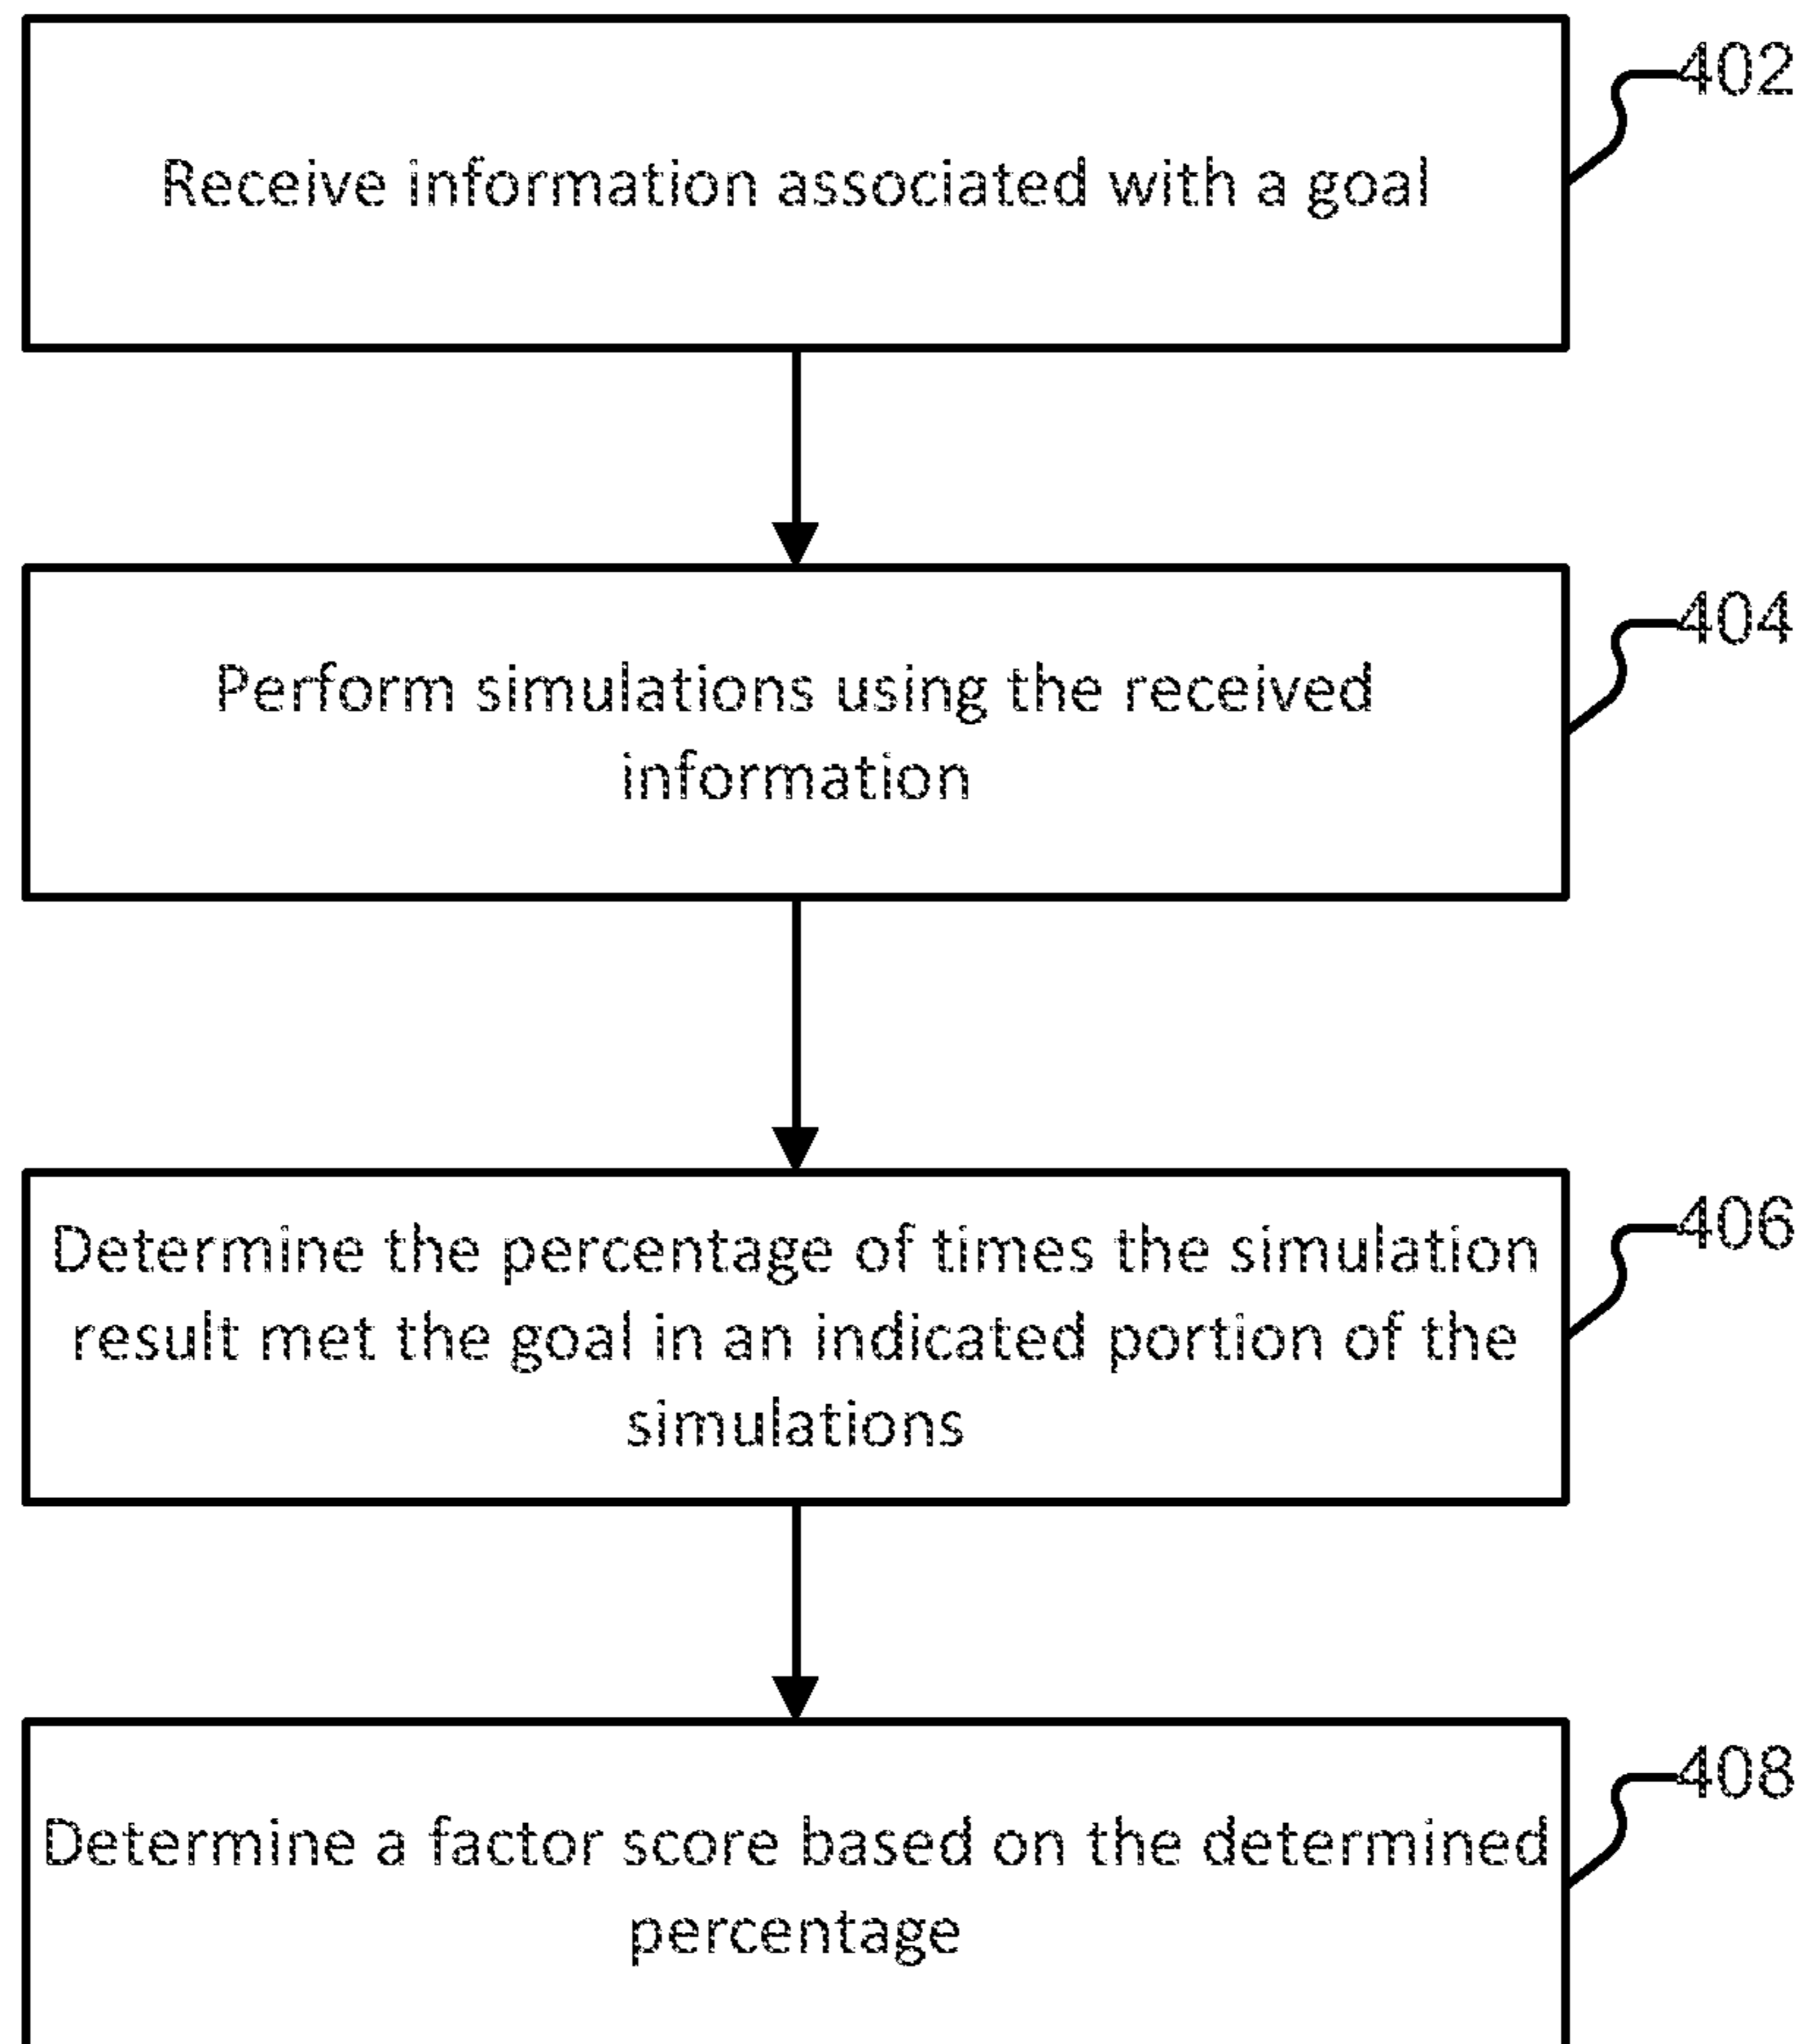 402
Receive information associated with a goal
404
Perform simulations using the received
information
406
Determine the percentage of times the simulation
result met the goal in an indicated portion of the
simulations
408
Determine a factor score based on the determined
percentage